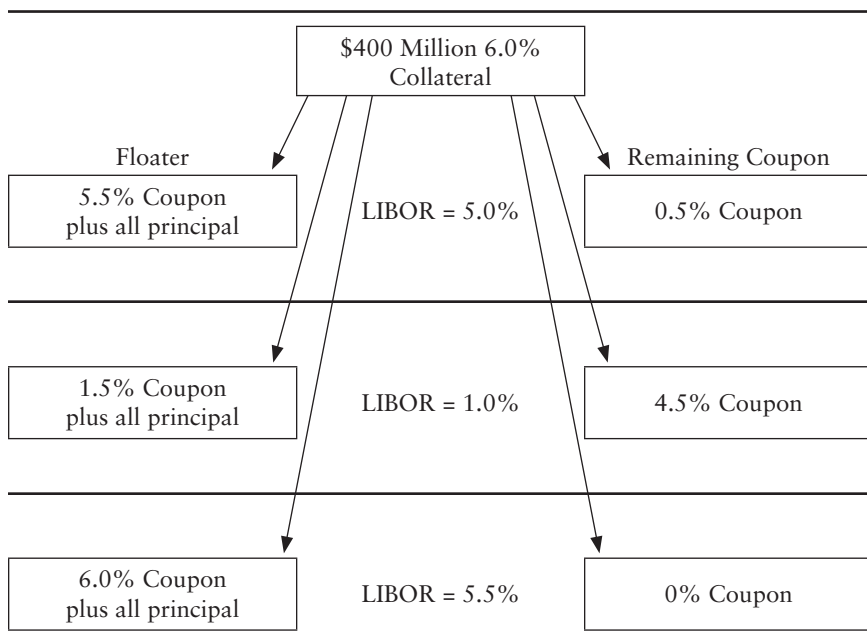 $400 Million 6.0%
Collateral
Floater
Remaining Coupon
5.5% Coupon
plus all principal
LIBOR = 5.0%
0.5% Coupon
1.5% Coupon
plus all principal
LIBOR = 1.0%
4.5% Coupon
6.0% Coupon
plus all principal
LIBOR = 5.5%
0% Coupon